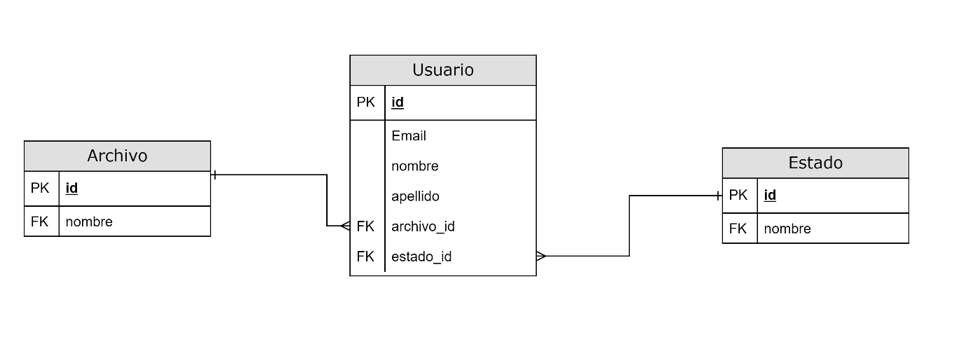 Archivo
PK id
FK nombre
Usuario
PK id
Email
nombre
apellido
FK archivo_id
FK estado_id
Estado
PK id
FK nombre